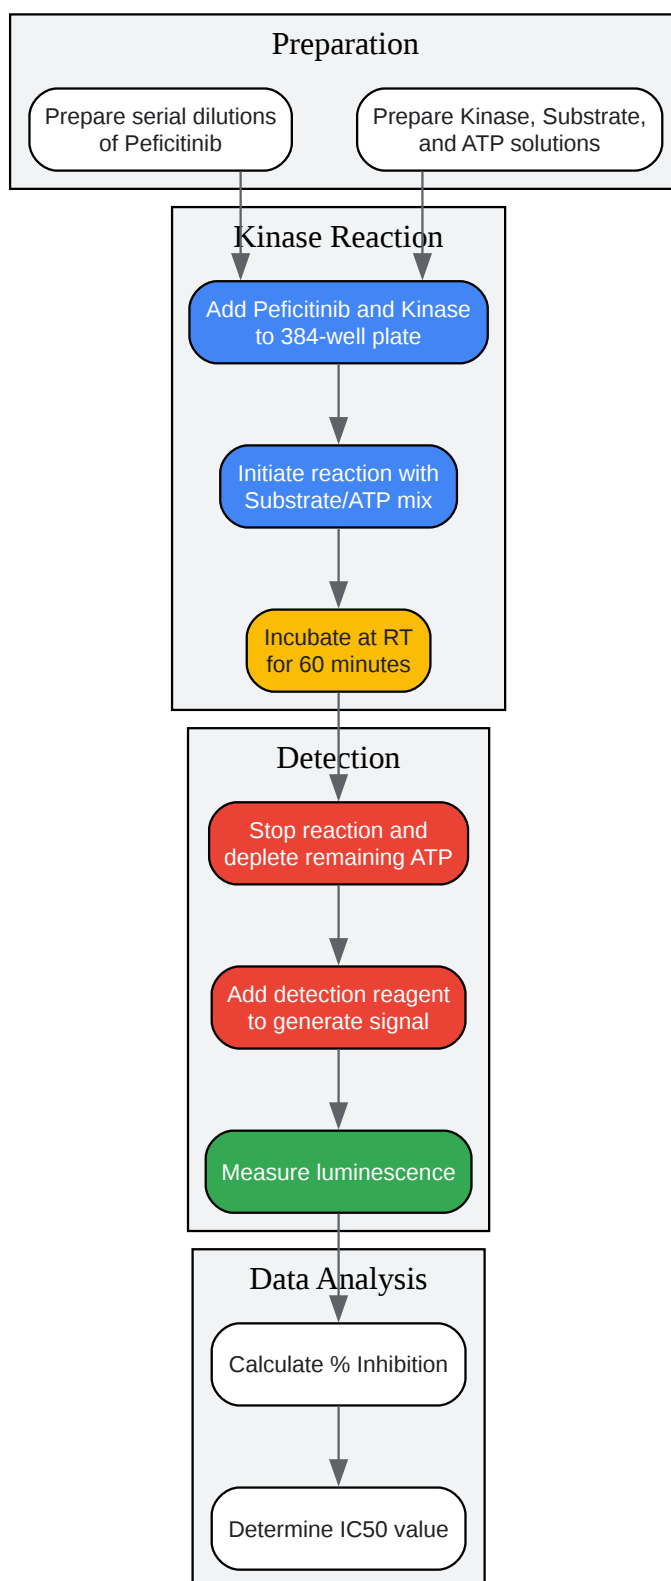 Preparation
Prepare serial dilutions
of Peficitinib
Prepare Kinase, Substrate,
and ATP solutions
Kinase Reaction
Add Peficitinib and Kinase
to 384-well plate
Initiate reaction with
Substrate/ATP mix
Incubate at RT
for 60 minutes
Detection
Stop reaction and
deplete remaining ATP
Add detection reagent
to generate signal
Measure luminescence
Data Analysis
Calculate % Inhibition
Determine IC50 value